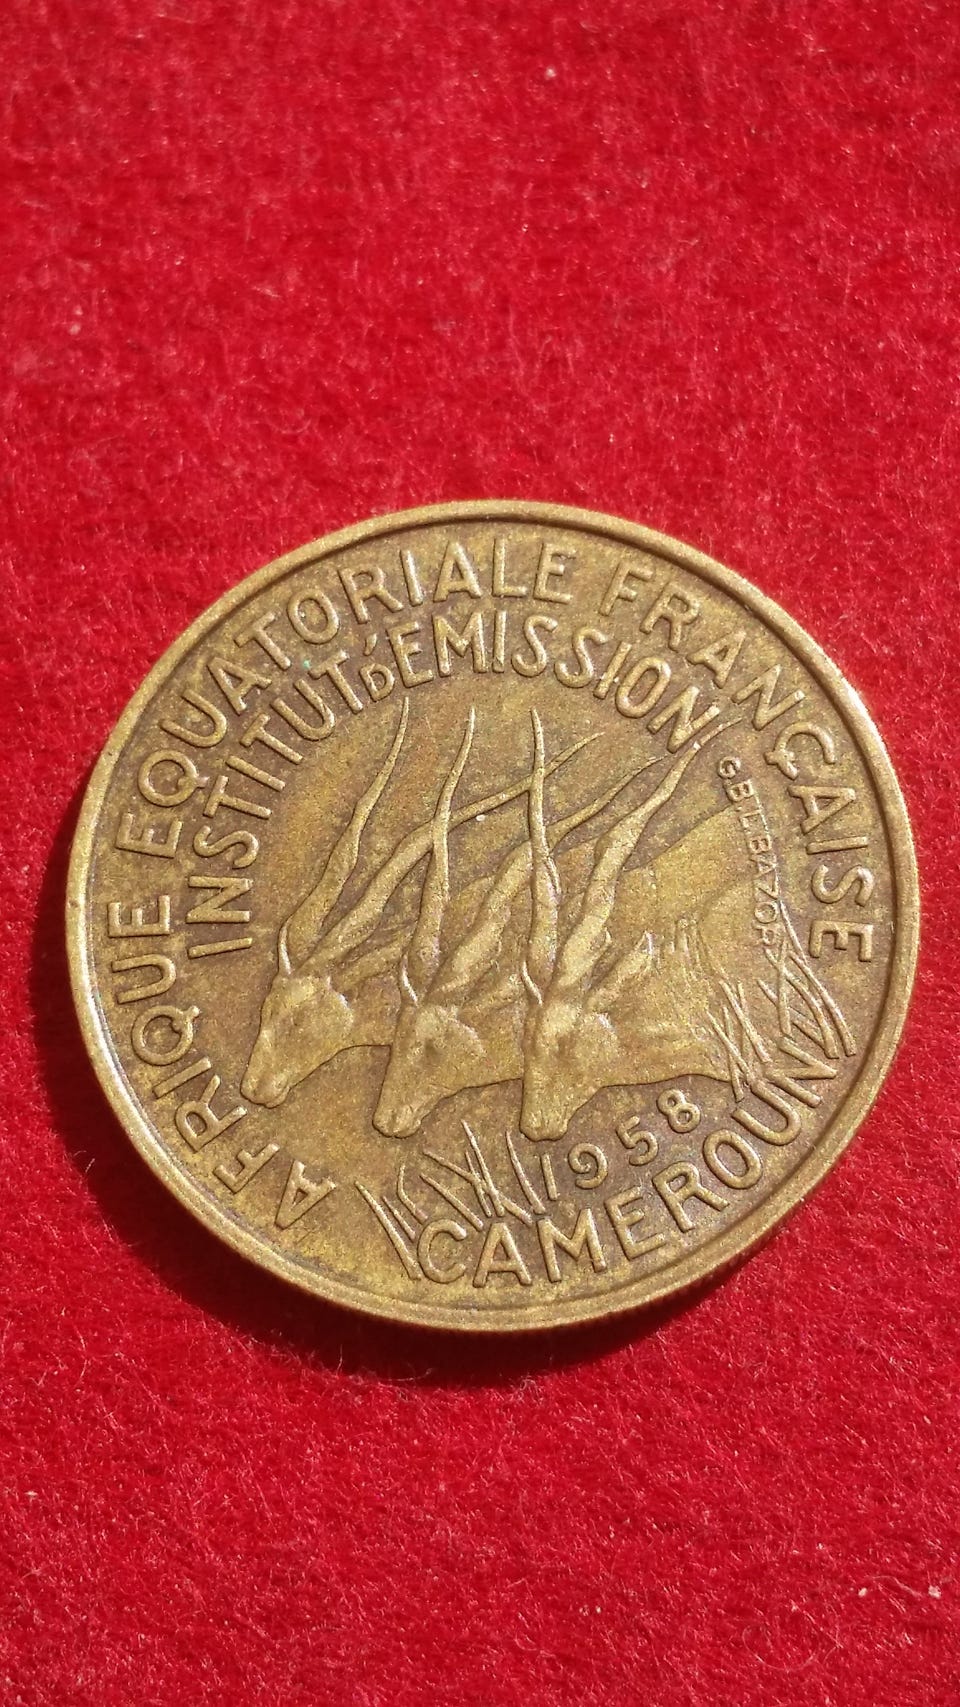 AFRIQUE EQUATORIALE FRANÇAISE
INSTITUT D'EMISSION
G.B.L.BAZOR
1958
CAMEROUN